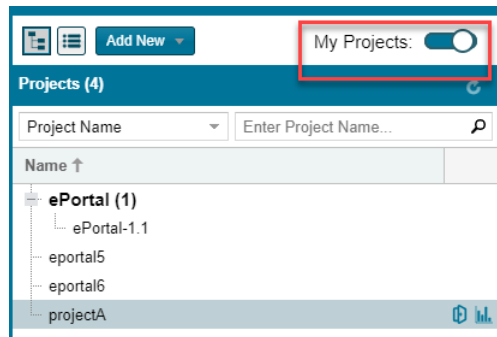 Add New
My Projects:
Projects (4)
Project Name
Enter Project Name...
Name
ePortal (1)
ePortal-1.1
eportal5
eportal6
projectA